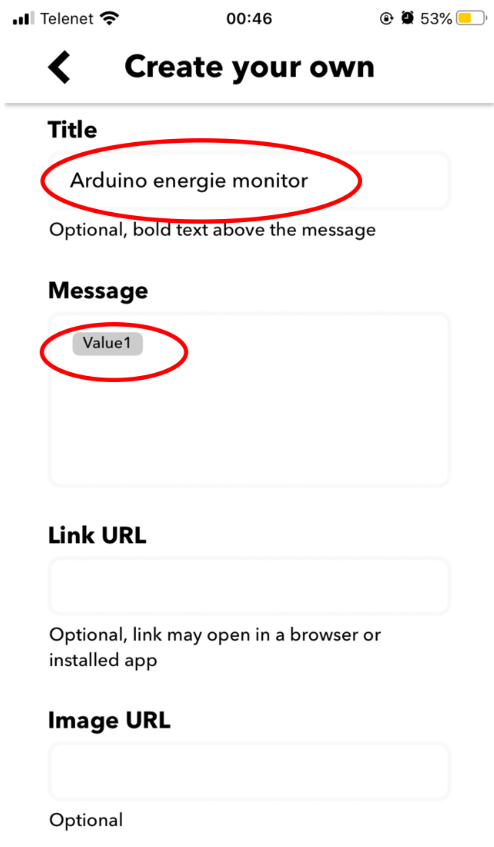 Telenet 00:46 53%
Create your own
Title
Arduino energie monitor
Optional, bold text above the message
Message
Value1
Link URL
Optional, link may open in a browser or
installed app
Image URL
Optional